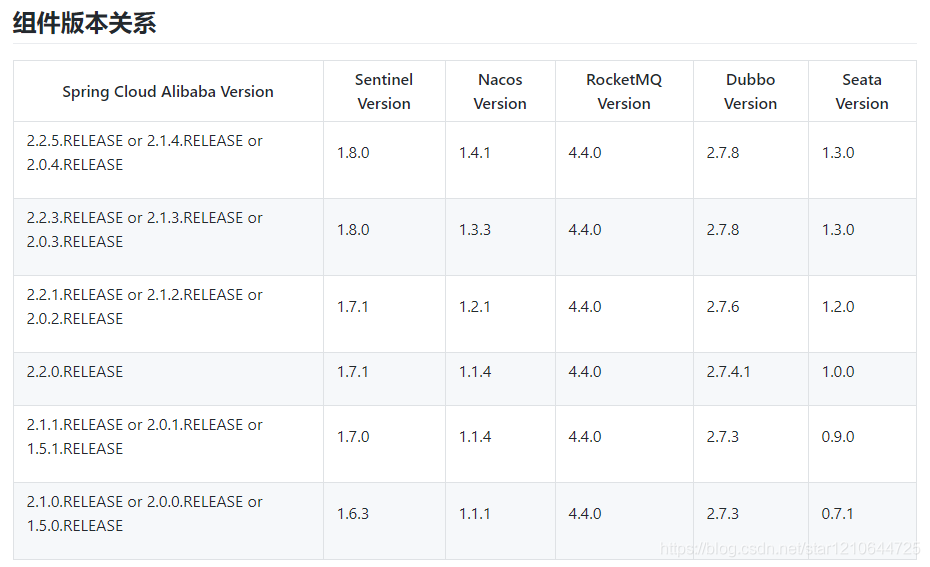 组件版本关系
Spring Cloud Alibaba Version Sentinel Version Nacos Version RocketMQ Version Dubbo Version Seata Version
2.2.5.RELEASE or 2.1.4.RELEASE or 2.0.4.RELEASE 1.8.0 1.4.1 4.4.0 2.7.8 1.3.0
2.2.3.RELEASE or 2.1.3.RELEASE or 2.0.3.RELEASE 1.8.0 1.3.3 4.4.0 2.7.8 1.3.0
2.2.1.RELEASE or 2.1.2.RELEASE or 2.0.2.RELEASE 1.7.1 1.2.1 4.4.0 2.7.6 1.2.0
2.2.0.RELEASE 1.7.1 1.1.4 4.4.0 2.7.4.1 1.0.0
2.1.1.RELEASE or 2.0.1.RELEASE or 1.5.1.RELEASE 1.7.0 1.1.4 4.4.0 2.7.3 0.9.0
2.1.0.RELEASE or 2.0.0.RELEASE or 1.5.0.RELEASE 1.6.3 1.1.1 4.4.0 2.7.3 0.7.1
https://blog.csdn.net/star1210644725